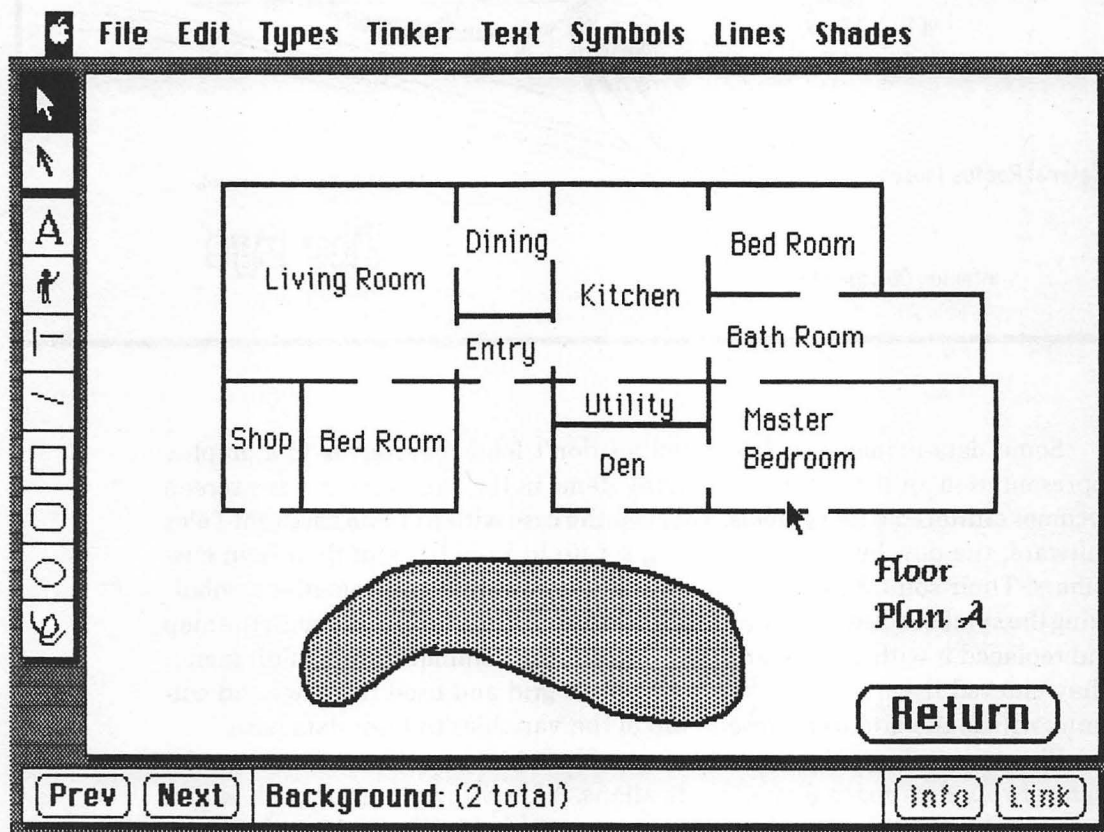 File Edit Types Tinker Text Symbols Lines Shades
A
Dining
Bed Room
Living Room
Kitchen
Entry
Bath Room
Utility
Shop
Bed Room
Den
Master
Bedroom
Floor
Plan A
Return
Prev Next Background: (2 total) Info Link